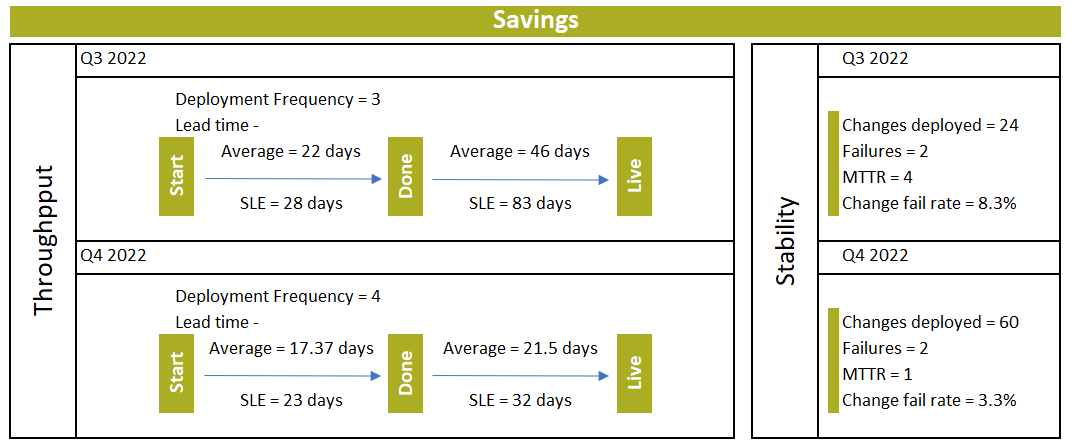 Savings
Throughpput
Q3 2022
Deployment Frequency = 3
Lead time -
Start
Average = 22 days
SLE = 28 days
Done
Average = 46 days
SLE = 83 days
Live
Q4 2022
Deployment Frequency = 4
Lead time -
Start
Average = 17.37 days
SLE = 23 days
Done
Average = 21.5 days
SLE = 32 days
Live
Stability
Q3 2022
Changes deployed = 24
Failures = 2
MTTR = 4
Change fail rate = 8.3%
Q4 2022
Changes deployed = 60
Failures = 2
MTTR = 1
Change fail rate = 3.3%